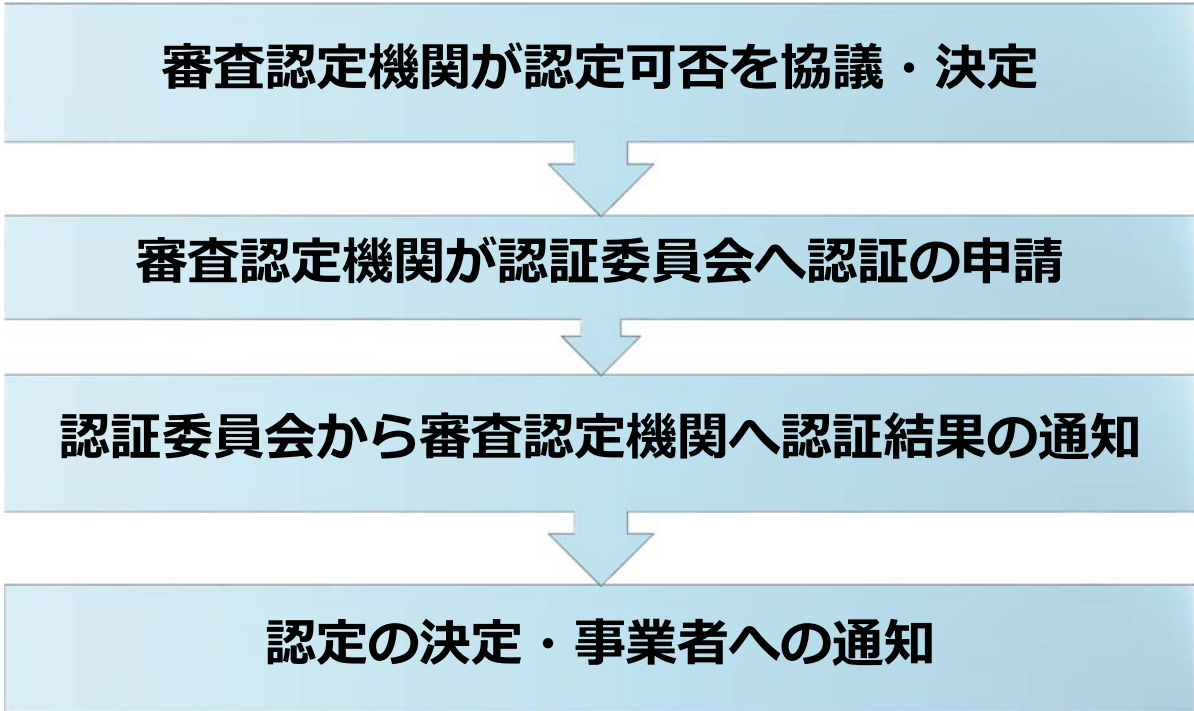 審査認定機関が認定可否を協議・決定
審査認定機関が認証委員会へ認証の申請
認証委員会から審査認定機関へ認証結果の通知
認定の決定・事業者への通知